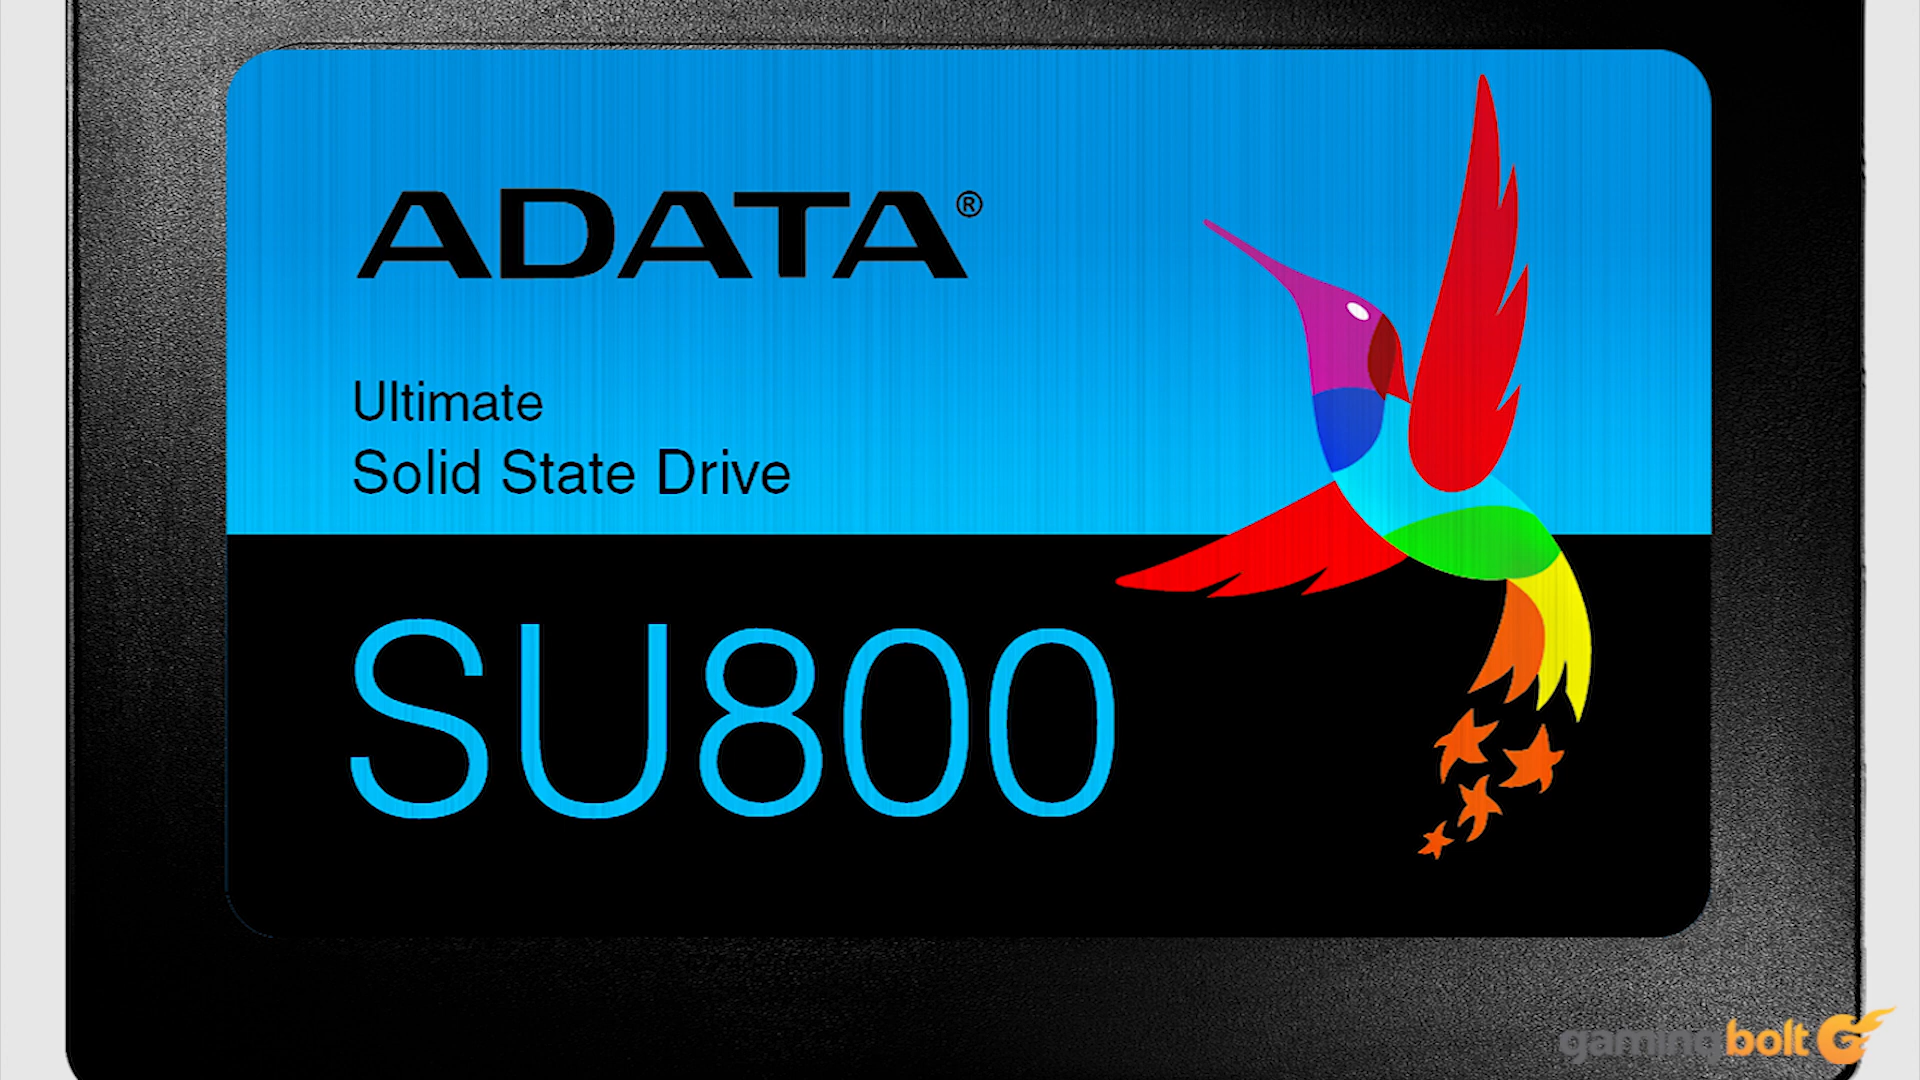 ADATA®
Ultimate
Solid State Drive
SU800
gamingbolt